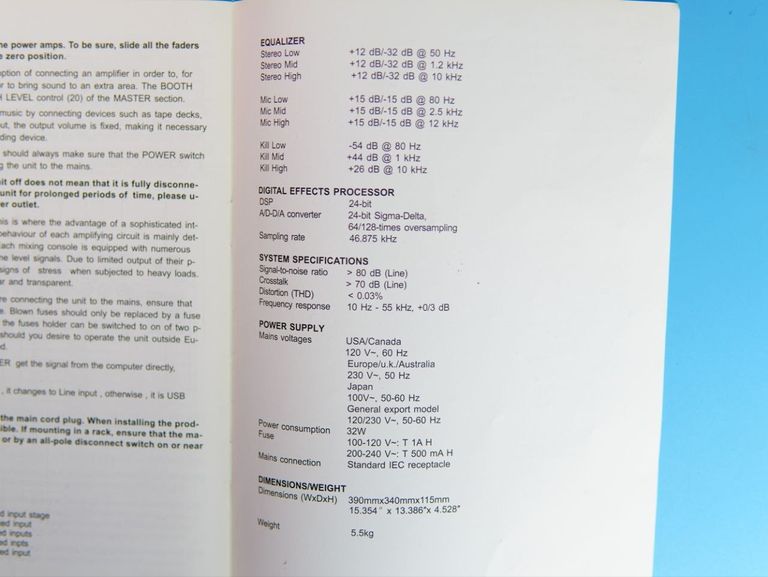 he power amps. To be sure, slide all the faders
e zero position.
ption of connecting an amplifier in order to, for
r to bring sound to an extra area. The BOOTH
H LEVEL control (20) of the MASTER section.
music by connecting devices such as tape decks,
ut, the output volume is fixed, making it necessary
ding device.
should always make sure that the POWER switch
g the unit to the mains.
it off does not mean that it is fully disconne-
unit for prolonged periods of time, please u-
er outlet.
his is where the advantage of a sophisticated int-
behaviour of each amplifying circuit is mainly det-
ach mixing console is equipped with numerous
ne level signals. Due to limited output of their p-
signs of stress when subjected to heavy loads.
ar and transparent.
re connecting the unit to the mains, ensure that
e. Blown fuses should only be replaced by a fuse
the fuses holder can be switched to on of two p-
should you desire to operate the unit outside Eu-
d.
ER get the signal from the computer directly,
, it changes to Line input , otherwise , it is USB
the main cord plug. When installing the prod-
ible. If mounting in a rack, ensure that the ma-
or by an all-pole disconnect switch on or near
d input stage
ed input
ed inputs
ed inpts
ed input
EQUALIZER
Stereo Low +12 dB/-32 dB @ 50 Hz
Stereo Mid +12 dB/-32 dB @ 1.2 kHz
Stereo High +12 dB/-32 dB @ 10 kHz
Mic Low +15 dB/-15 dB @ 80 Hz
Mic Mid +15 dB/-15 dB @ 2.5 kHz
Mic High +15 dB/-15 dB @ 12 kHz
Kill Low -54 dB @ 80 Hz
Kill Mid +44 dB @ 1 kHz
Kill High +26 dB @ 10 kHz
DIGITAL EFFECTS PROCESSOR
DSP 24-bit
A/D-D/A converter 24-bit Sigma-Delta,
64/128-times oversampling
Sampling rate 46.875 kHz
SYSTEM SPECIFICATIONS
Signal-to-noise ratio > 80 dB (Line)
Crosstalk > 70 dB (Line)
Distortion (THD) < 0.03%
Frequency response 10 Hz - 55 kHz, +0/3 dB
POWER SUPPLY
Mains voltages USA/Canada
120 V~, 60 Hz
Europe/u.k./Australia
230 V~, 50 Hz
Japan
100V~, 50-60 Hz
General export model
120/230 V~, 50-60 Hz
Power consumption 32W
Fuse 100-120 V~: T 1A H
200-240 V~: T 500 mA H
Mains connection Standard IEC receptacle
DIMENSIONS/WEIGHT
Dimensions (WxDxH) 390mmx340mmx115mm
15.354" x 13.386"x 4.528"
Weight 5.5kg